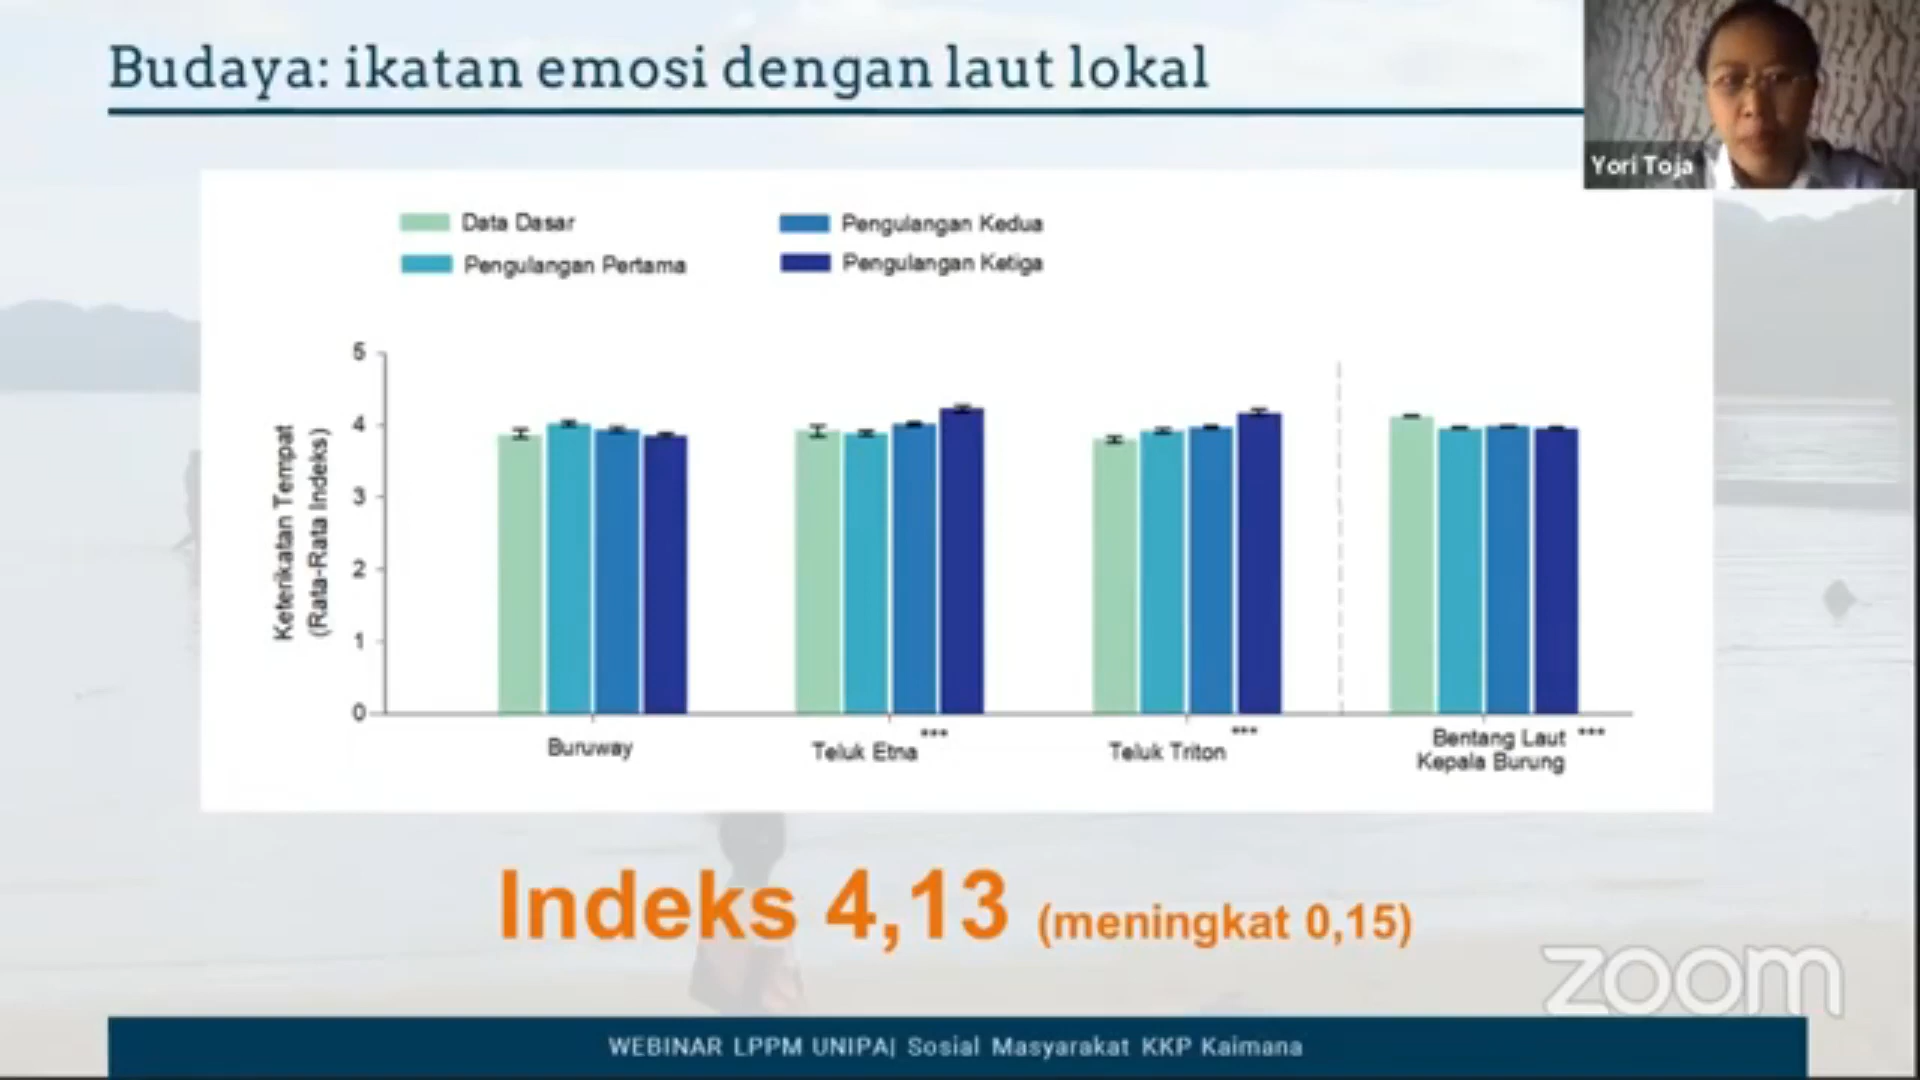 Budaya: ikatan emosi dengan laut lokal
Yori Toja
Data Dasar
Pengulangan Pertama
Pengulangan Kedua
Pengulangan Ketiga
Keterikatan Tempat
(Rata-Rata Indeks)
5
4
3
2
1
0
Buruway
Teluk Etna ***
Teluk Triton ***
Bentang Laut ***
Kepala Burung
Indeks 4,13 (meningkat 0,15)
zoom
WEBINAR LPPM UNIPA| Sosial Masyarakat KKP Kaimana